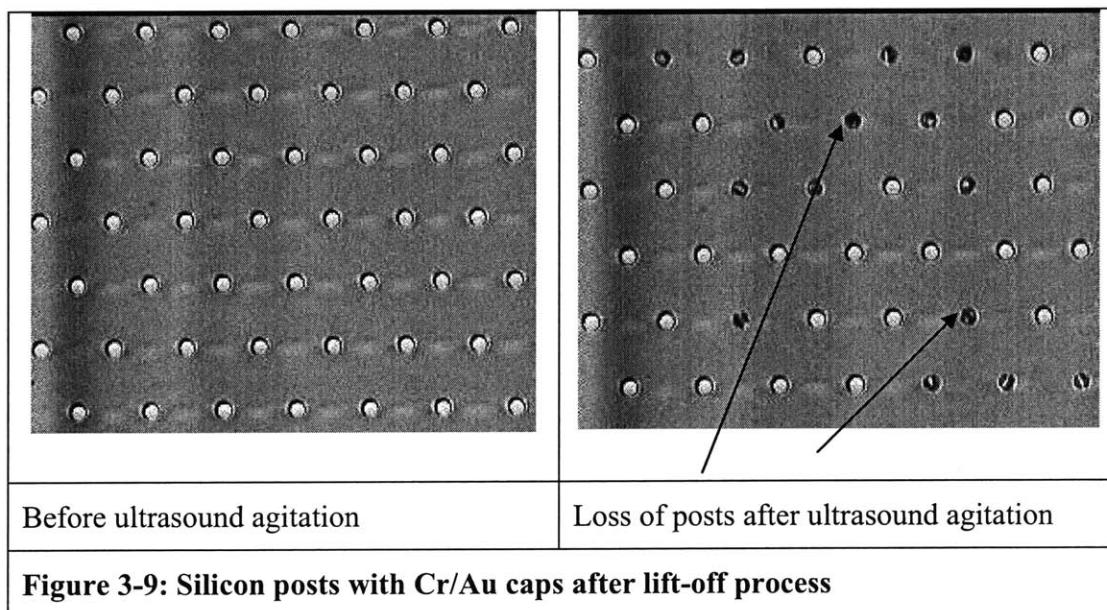 Before ultrasound agitation
Loss of posts after ultrasound agitation
Figure 3-9: Silicon posts with Cr/Au caps after lift-off process